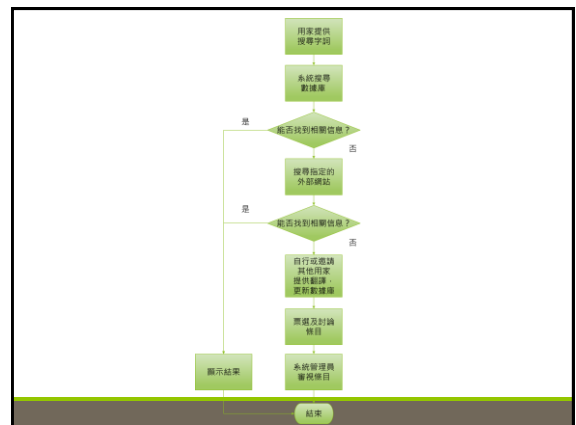 用家提供
搜尋字詞
系統搜尋
數據庫
是
能否找到相關信息？
否
搜尋指定的
外部網站
是
能否找到相關信息？
否
自行或邀請
其他用家
提供翻譯，
更新數據庫
票選及討論
條目
顯示結果
系統管理員
審視條目
結束